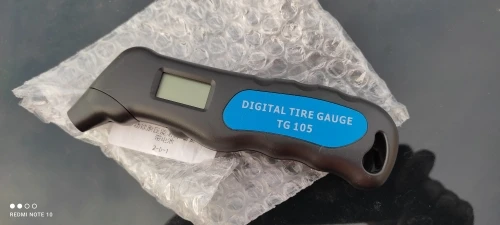 DIGITAL TIRE GAUGE
TG 105
REDMI NOTE 10